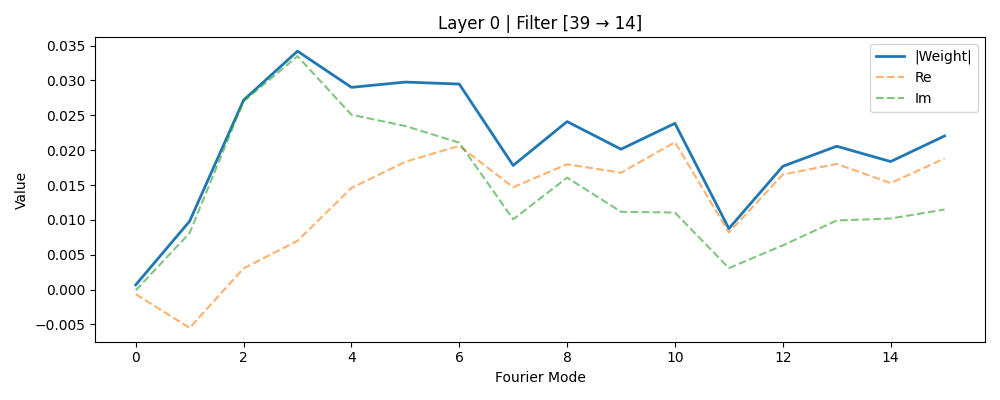 Layer 0 | Filter [39 → 14]
0.035
0.030
0.025
0.020
0.015
0.010
0.005
0.000
−0.005
Value
|Weight|
Re
Im
0 2 4 6 8 10 12 14
Fourier Mode